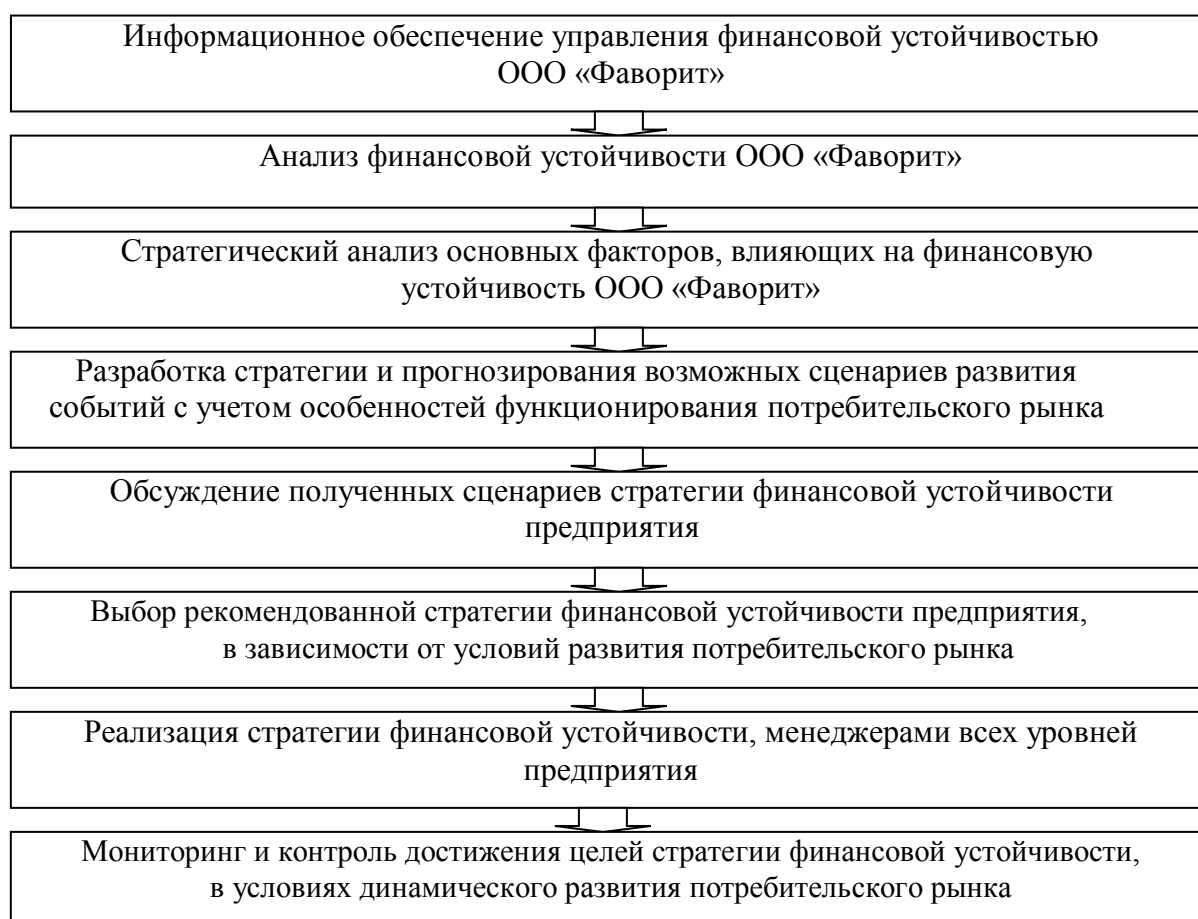 Информационное обеспечение управления финансовой устойчивостью
ООО «Фаворит»
Анализ финансовой устойчивости ООО «Фаворит»
Стратегический анализ основных факторов, влияющих на финансовую
устойчивость ООО «Фаворит»
Разработка стратегии и прогнозирования возможных сценариев развития
событий с учетом особенностей функционирования потребительского рынка
Обсуждение полученных сценариев стратегии финансовой устойчивости
предприятия
Выбор рекомендованной стратегии финансовой устойчивости предприятия,
в зависимости от условий развития потребительского рынка
Реализация стратегии финансовой устойчивости, менеджерами всех уровней
предприятия
Мониторинг и контроль достижения целей стратегии финансовой устойчивости,
в условиях динамического развития потребительского рынка